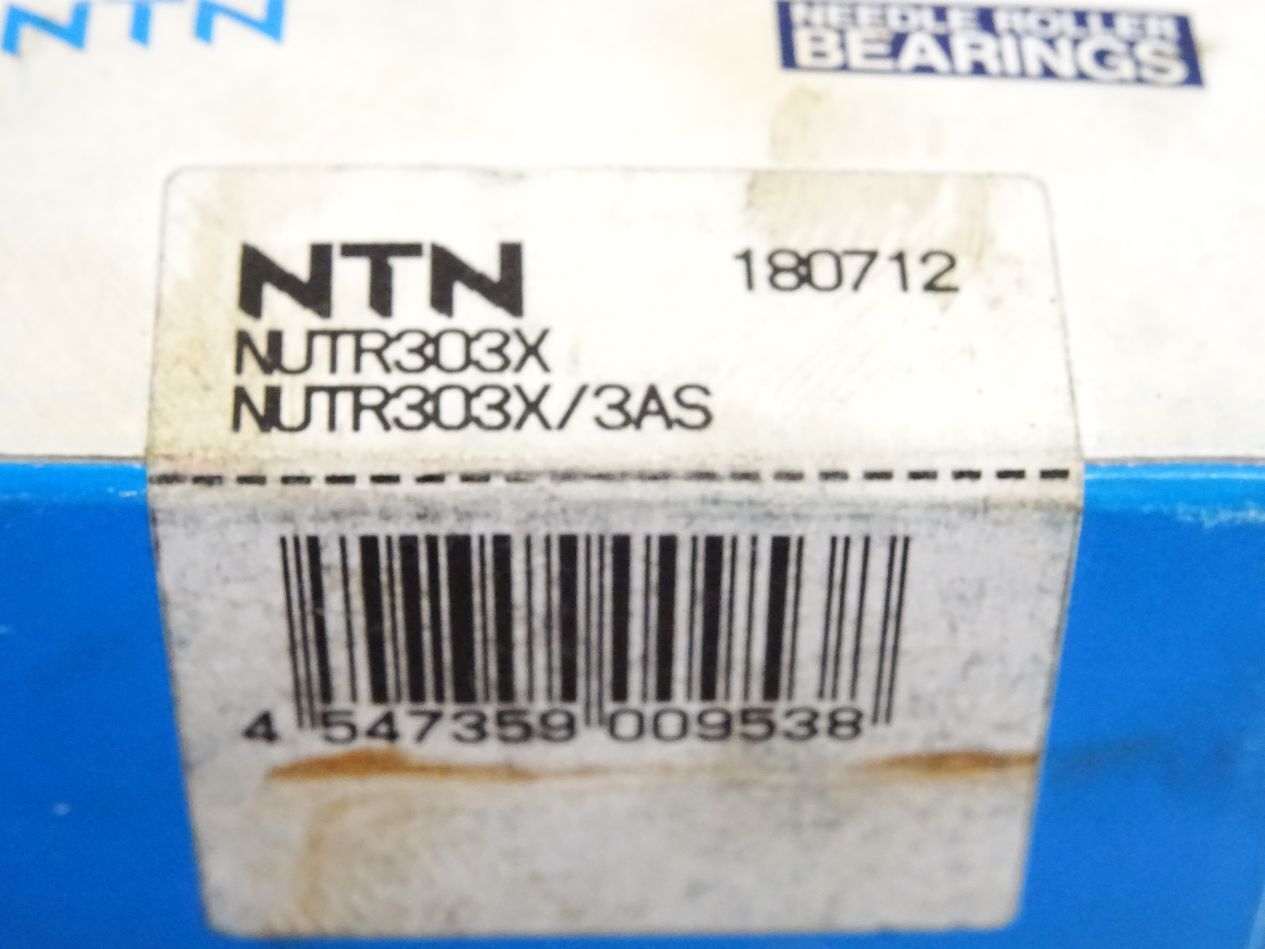 NTN
NEEDLE ROLLER
BEARINGS
NTN
180712
NUTR303X
NUTR303X/3AS
4 547359 009538